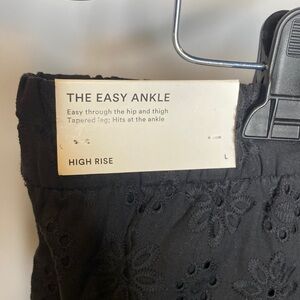 THE EASY ANKLE
Easy through the hip and thigh
Tapered leg; Hits at the ankle
HIGH RISE
L